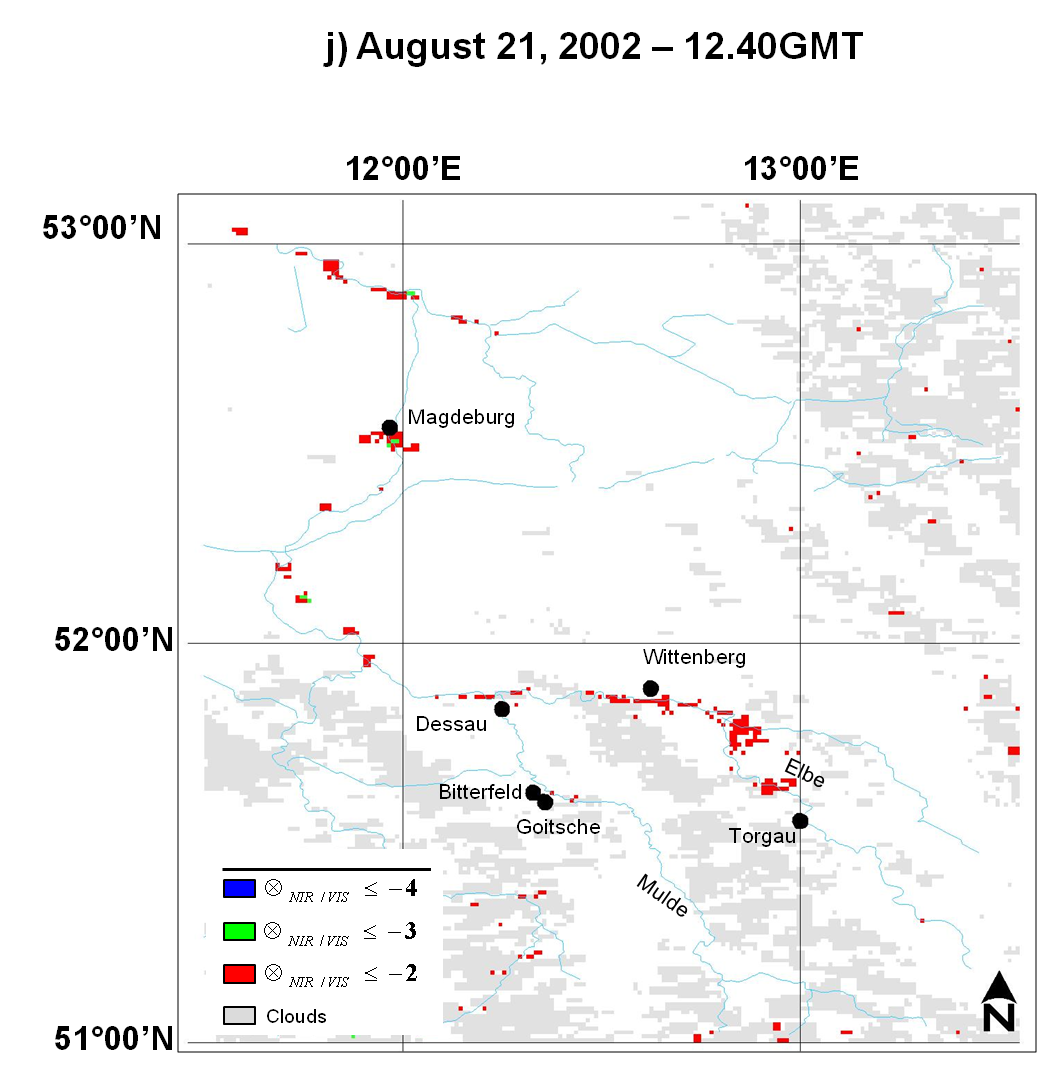 j) August 21, 2002 – 12.40GMT
12°00’E 13°00’E
53°00’N
Magdeburg
52°00’N
Wittenberg
Dessau
Elbe
Bitterfeld
Goitsche
Torgau
Mulde
⊗ NIR / VIS ≤ −4
⊗ NIR / VIS ≤ −3
⊗ NIR / VIS ≤ −2
Clouds
N
51°00’N